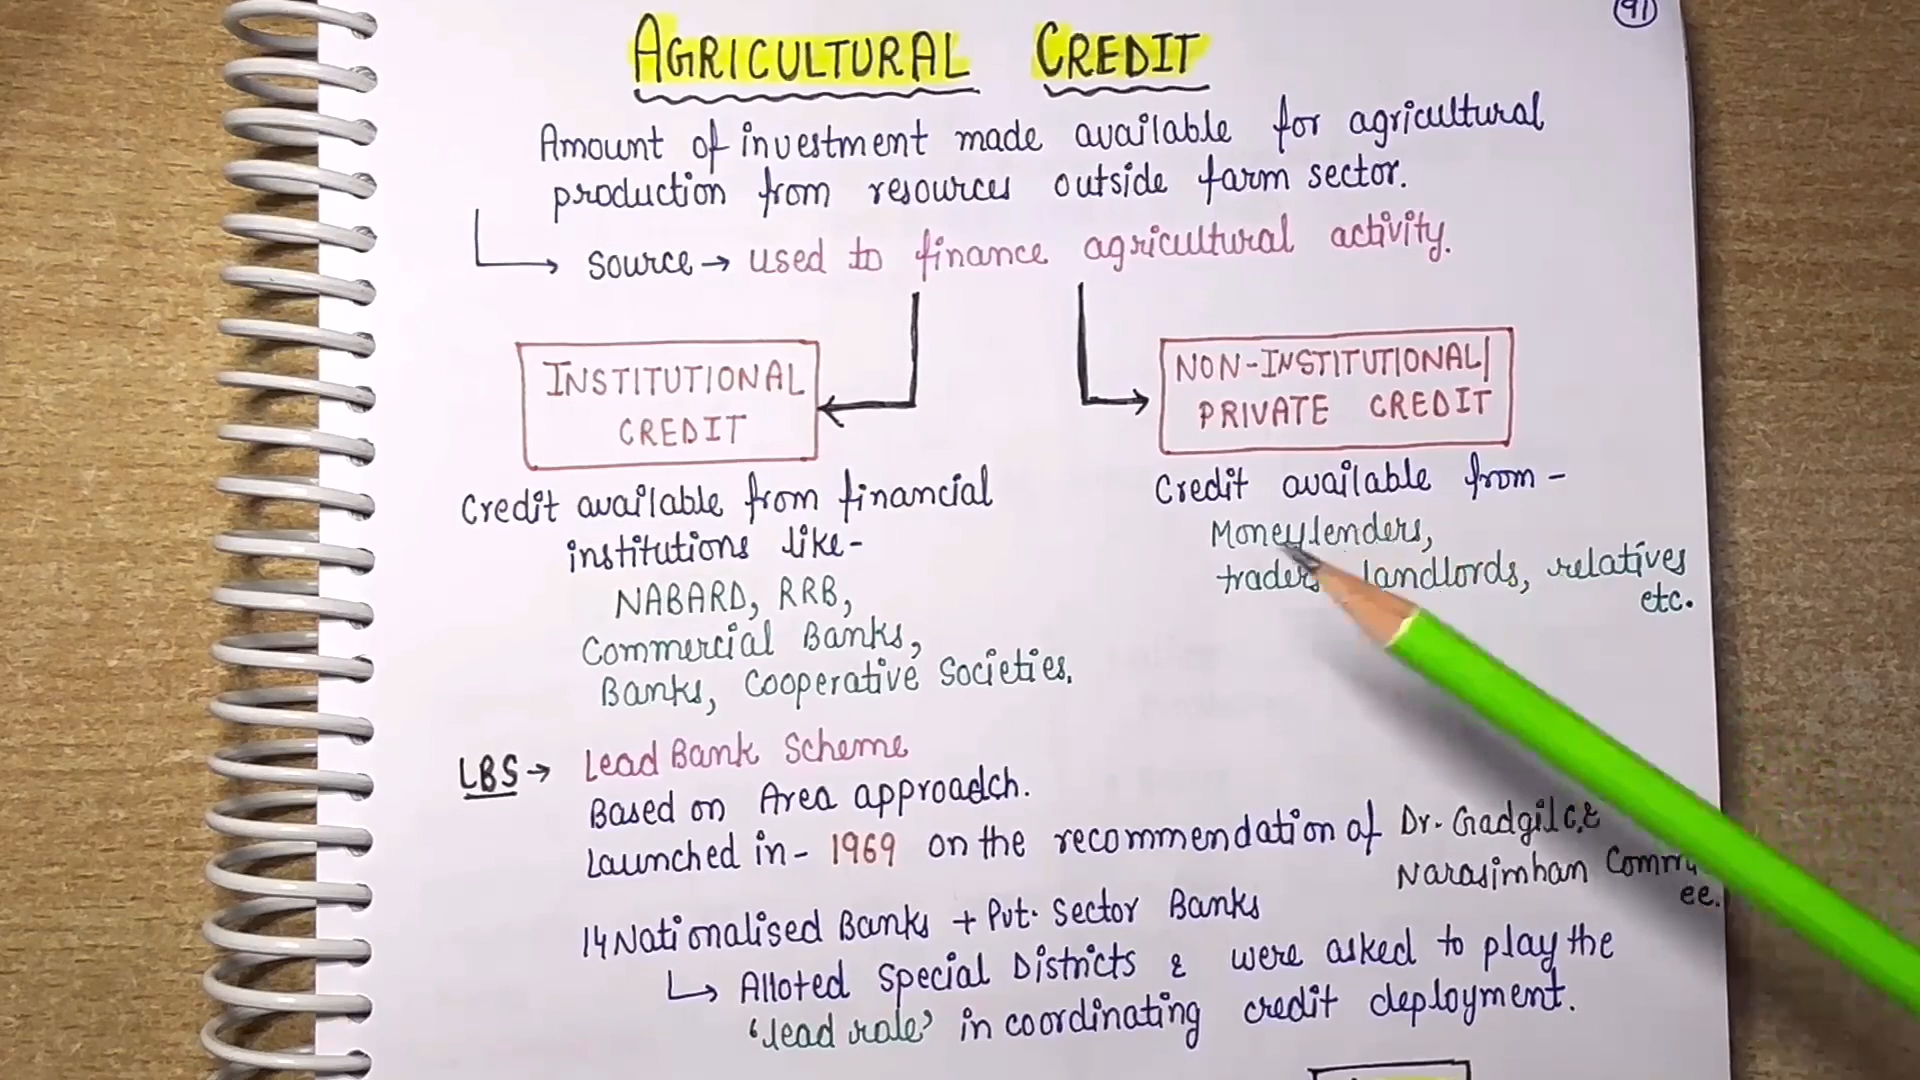 91
AGRICULTURAL CREDIT
Amount of investment made available for agricultural
production from resources outside farm sector.
source → used to finance agricultural activity.
INSTITUTIONAL
CREDIT
Credit available from financial
institutions like-
NABARD, RRB,
Commercial Banks,
Banks, Cooperative Societies.
NON-INSTITUTIONAL/
PRIVATE CREDIT
Credit available from -
Moneylenders,
traders landlords, relatives
etc.
LBS → Lead Bank Scheme
Based on Area approadch.
Launched in - 1969 on the recommendation of Dr. Gadgil C. &
Narasimhan Comm
ee.
14 Nationalised Banks + Pvt. Sector Banks
↳ Alloted special Districts & were asked to play the
'lead role' in coordinating credit deployment.